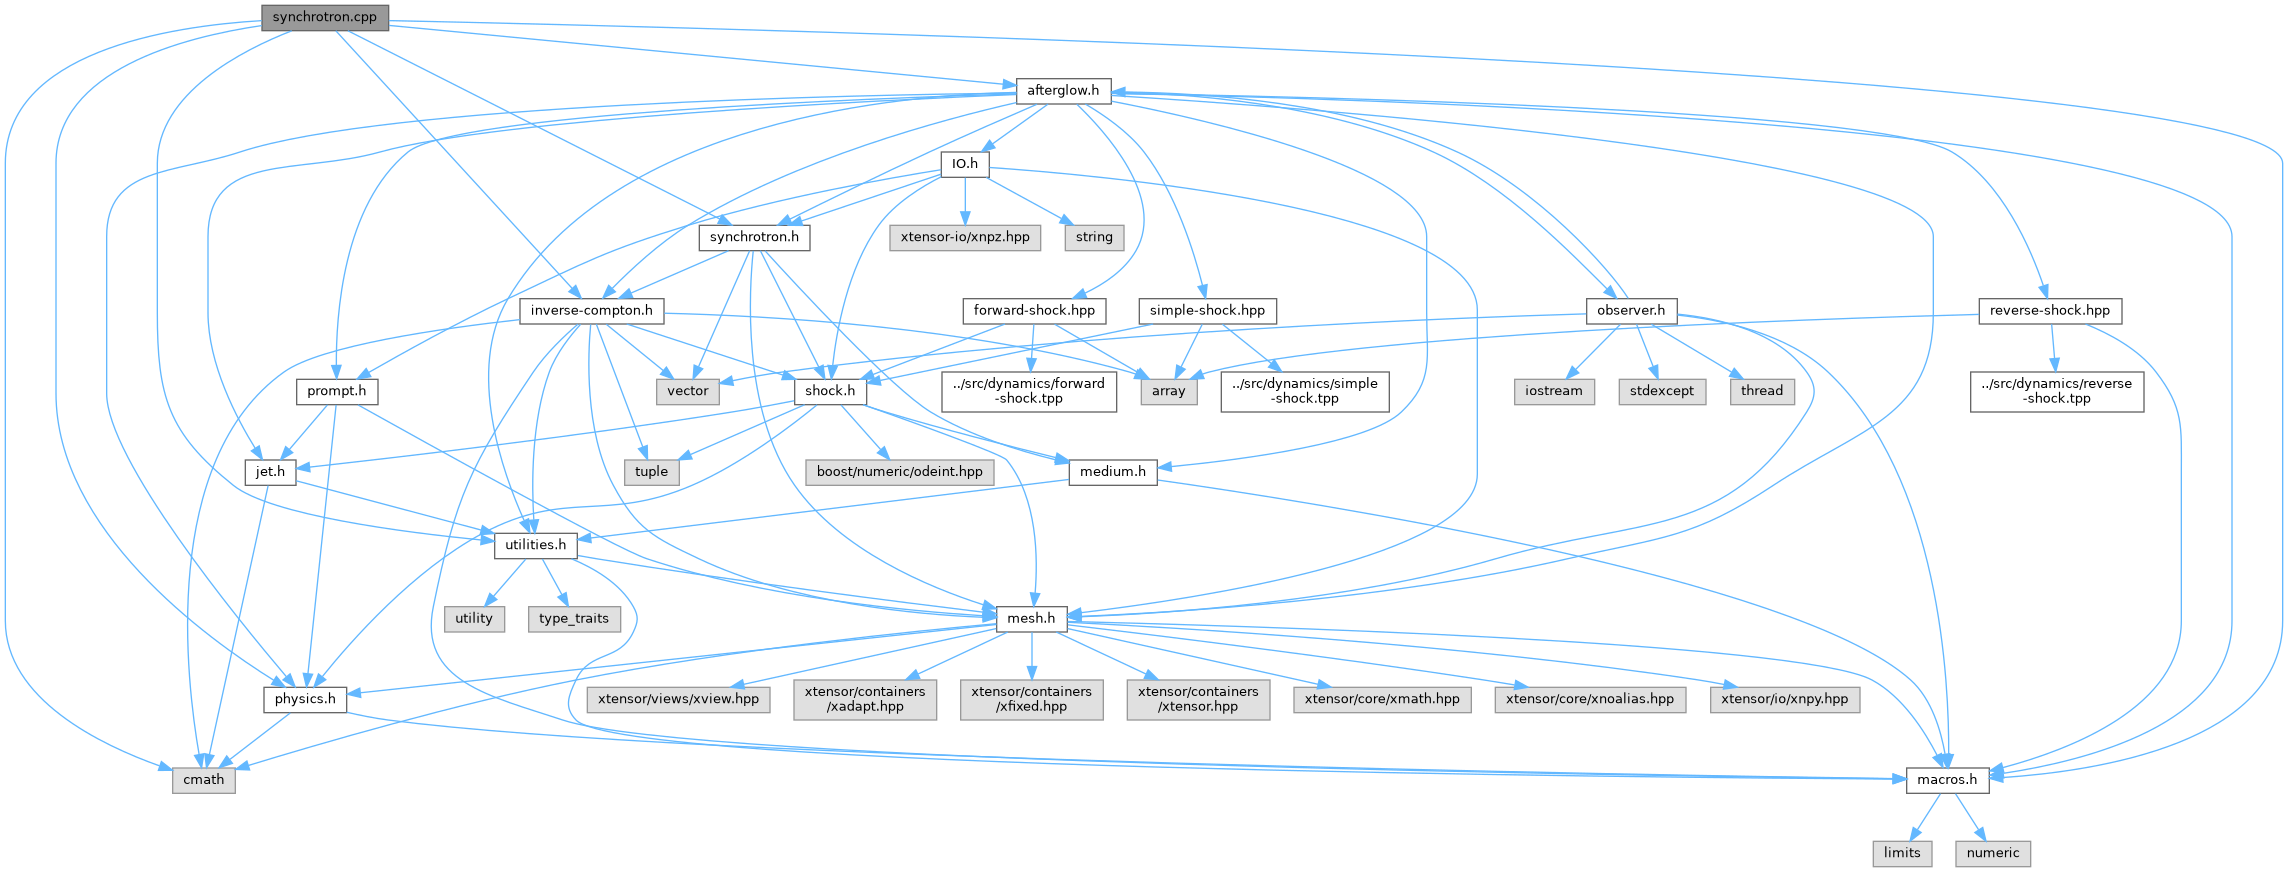 synchrotron.cpp
afterglow.h
IO.h
synchrotron.h
xtensor-io/xnpz.hpp
string
inverse-compton.h
forward-shock.hpp
simple-shock.hpp
observer.h
reverse-shock.hpp
prompt.h
vector
shock.h
../src/dynamics/forward
-shock.tpp
array
../src/dynamics/simple
-shock.tpp
iostream
stdexcept
thread
../src/dynamics/reverse
-shock.tpp
jet.h
tuple
boost/numeric/odeint.hpp
medium.h
utilities.h
utility
type_traits
mesh.h
physics.h
xtensor/views/xview.hpp
xtensor/containers
/xadapt.hpp
xtensor/containers
/xfixed.hpp
xtensor/containers
/xtensor.hpp
xtensor/core/xmath.hpp
xtensor/core/xnoalias.hpp
xtensor/io/xnpy.hpp
cmath
macros.h
limits
numeric